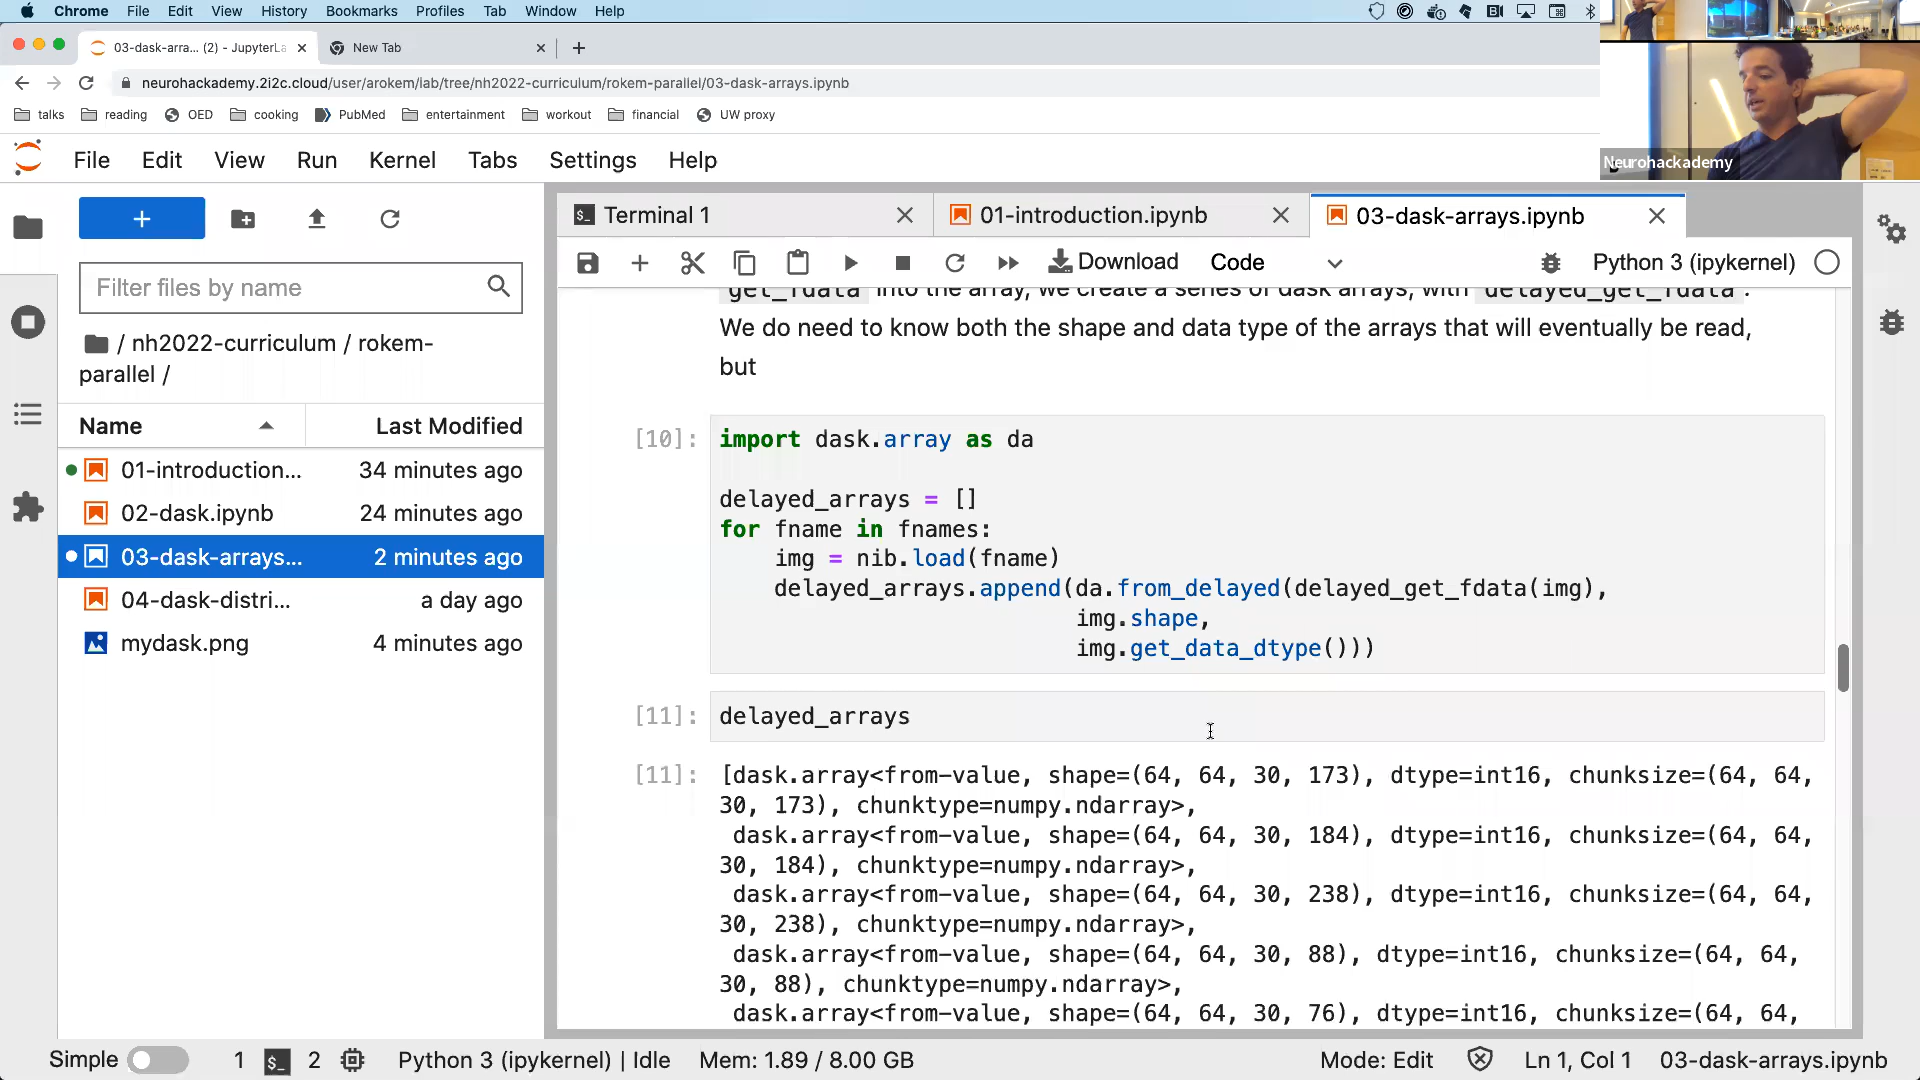 Chrome File Edit View History Bookmarks Profiles Tab Window Help
03-dask-arra... (2) - JupyterLa New Tab
neurohackademy.2i2c.cloud/user/arokem/lab/tree/nh2022-curriculum/rokem-parallel/03-dask-arrays.ipynb
talks reading OED cooking PubMed entertainment workout financial UW proxy
Neurohackademy
File Edit View Run Kernel Tabs Settings Help
Terminal 1 01-introduction.ipynb 03-dask-arrays.ipynb
Download Code Python 3 (ipykernel)
Filter files by name
/ nh2022-curriculum / rokem-
parallel /
Name Last Modified
01-introduction... 34 minutes ago
02-dask.ipynb 24 minutes ago
03-dask-arrays... 2 minutes ago
04-dask-distri... a day ago
mydask.png 4 minutes ago
get_fdata into the array, we create a series of dask arrays, with delayed_get_fdata .
We do need to know both the shape and data type of the arrays that will eventually be read,
but
[10]: import dask.array as da
delayed_arrays = []
for fname in fnames:
img = nib.load(fname)
delayed_arrays.append(da.from_delayed(delayed_get_fdata(img),
img.shape,
img.get_data_dtype()))
[11]: delayed_arrays
[11]: [dask.array<from-value, shape=(64, 64, 30, 173), dtype=int16, chunksize=(64, 64,
30, 173), chunktype=numpy.ndarray>,
dask.array<from-value, shape=(64, 64, 30, 184), dtype=int16, chunksize=(64, 64,
30, 184), chunktype=numpy.ndarray>,
dask.array<from-value, shape=(64, 64, 30, 238), dtype=int16, chunksize=(64, 64,
30, 238), chunktype=numpy.ndarray>,
dask.array<from-value, shape=(64, 64, 30, 88), dtype=int16, chunksize=(64, 64,
30, 88), chunktype=numpy.ndarray>,
dask.array<from-value, shape=(64, 64, 30, 76), dtype=int16, chunksize=(64, 64,
Simple 1 2 Python 3 (ipykernel) | Idle Mem: 1.89 / 8.00 GB Mode: Edit Ln 1, Col 1 03-dask-arrays.ipynb